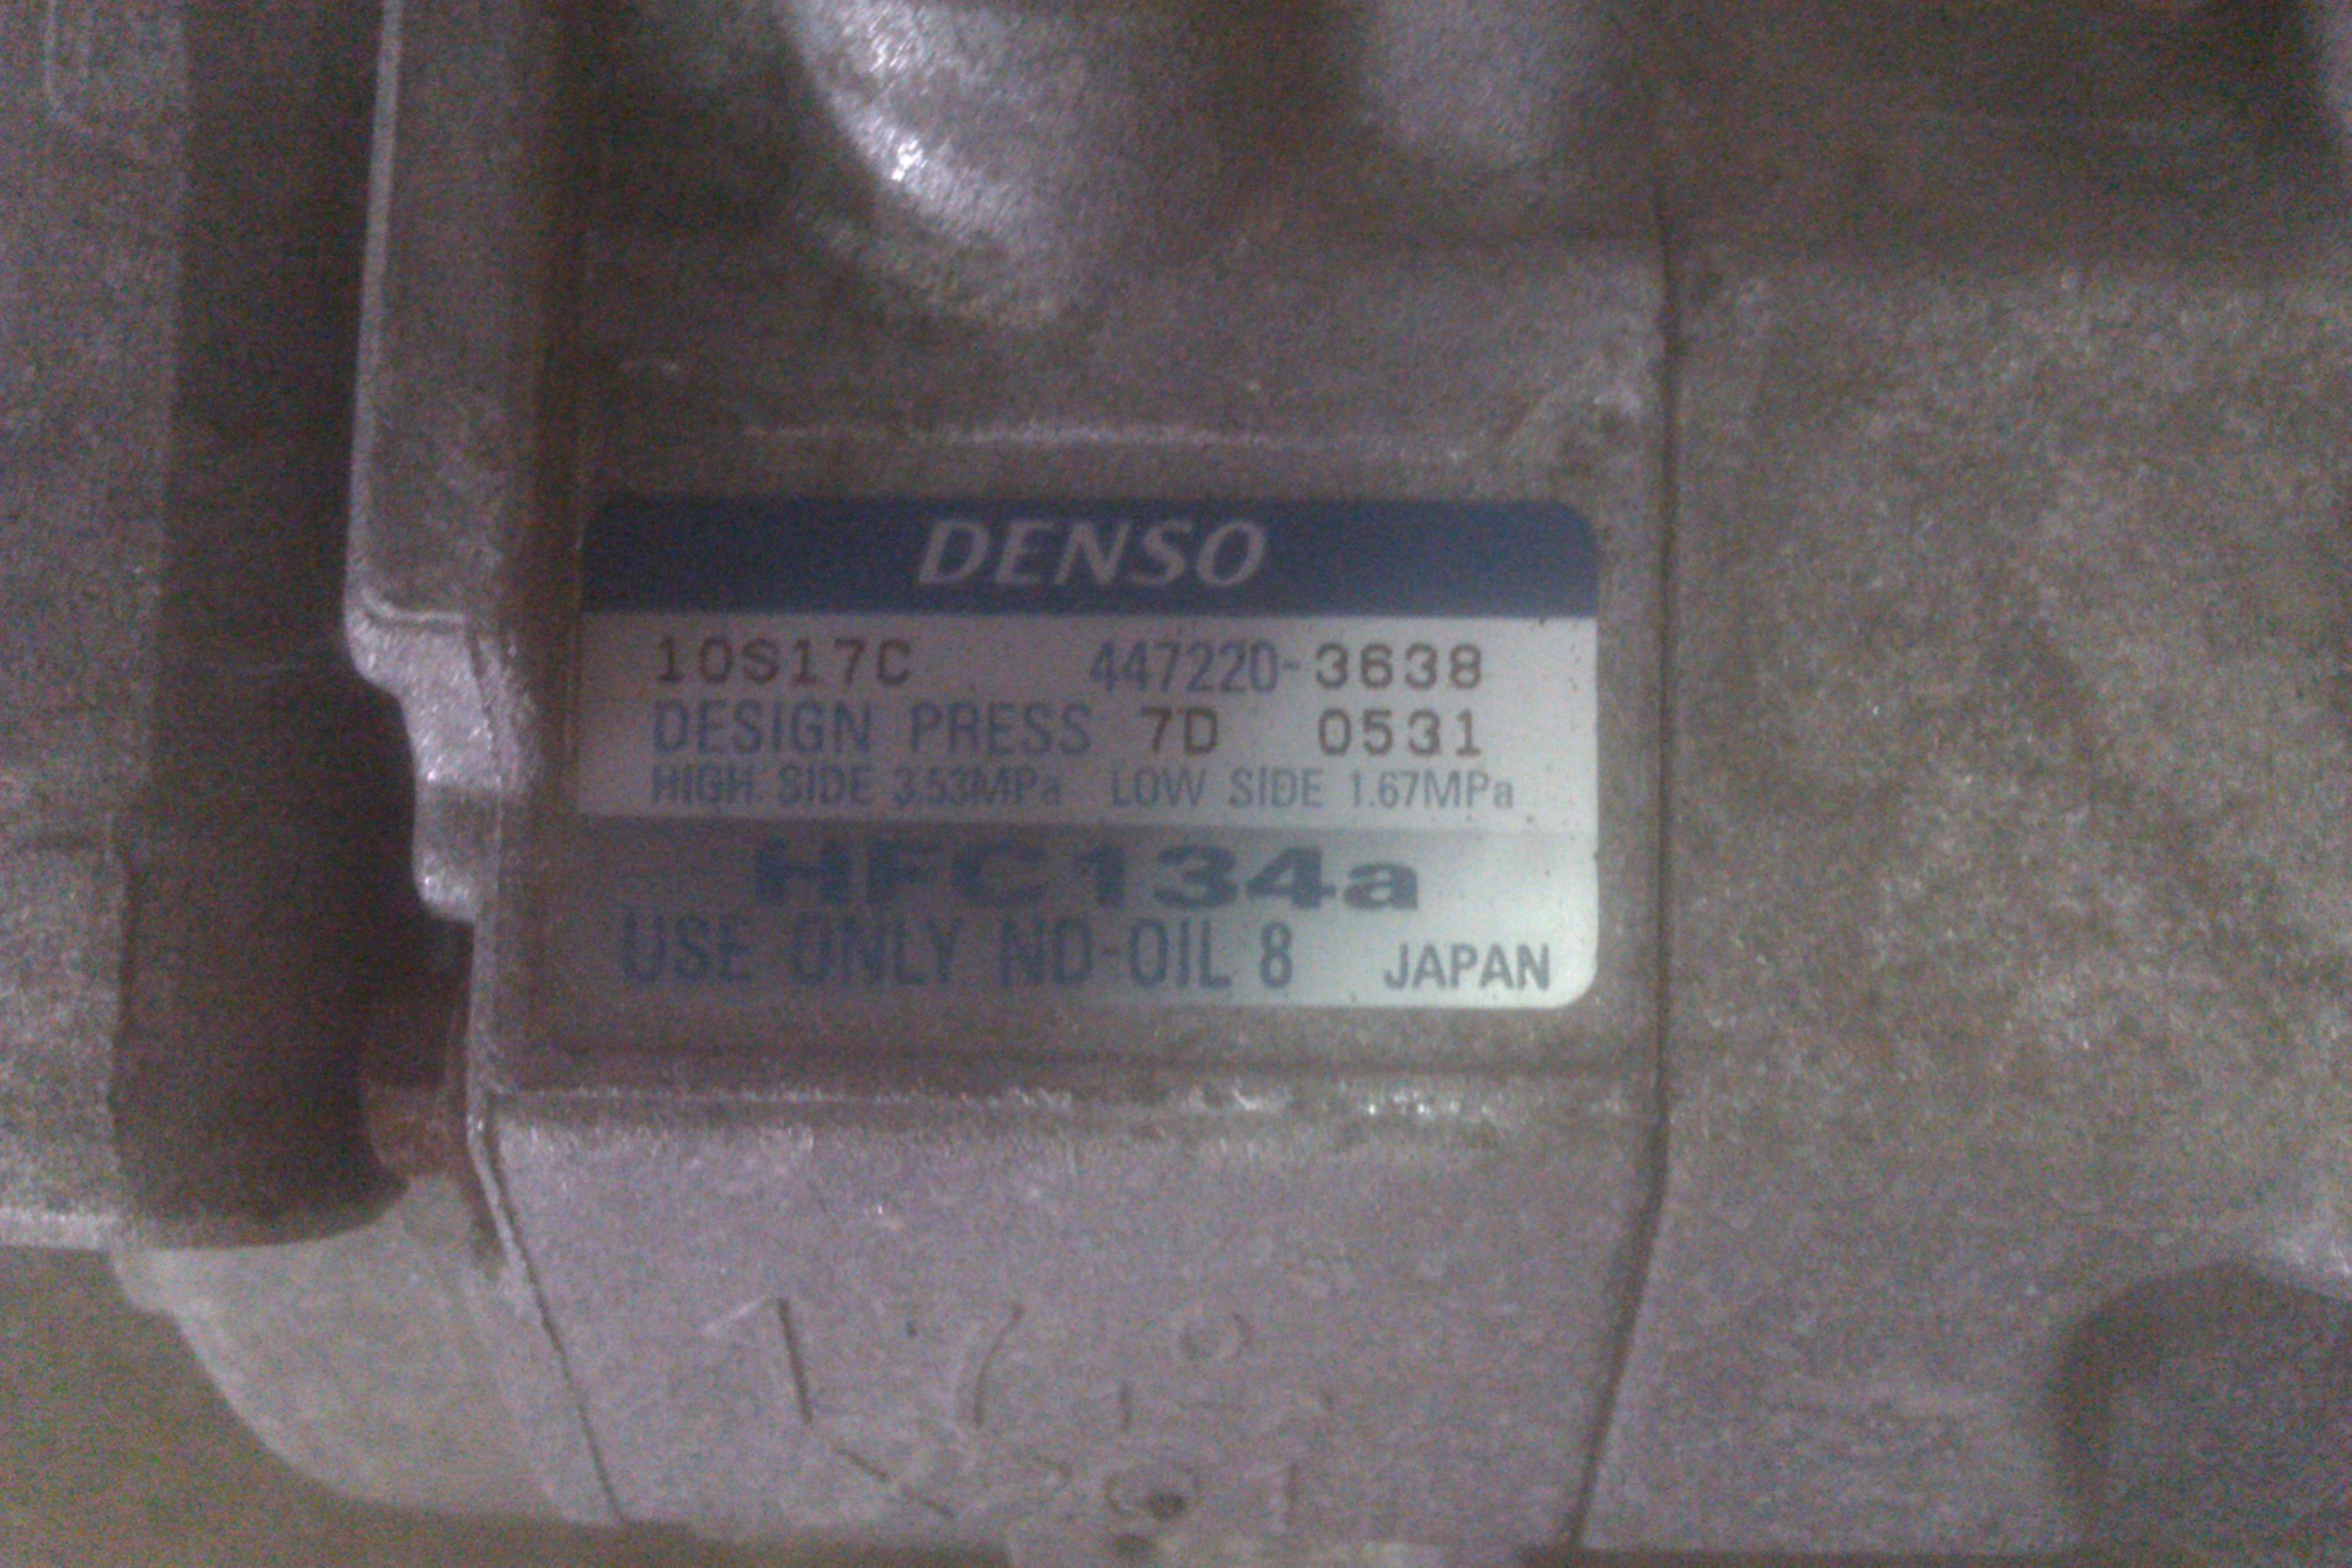 DENSO
10S17C 447220-3638
DESIGN PRESS 7D 0531
HIGH SIDE 3.53MPa LOW SIDE 1.67MPa
HFC134a
USE ONLY ND-OIL 8 JAPAN